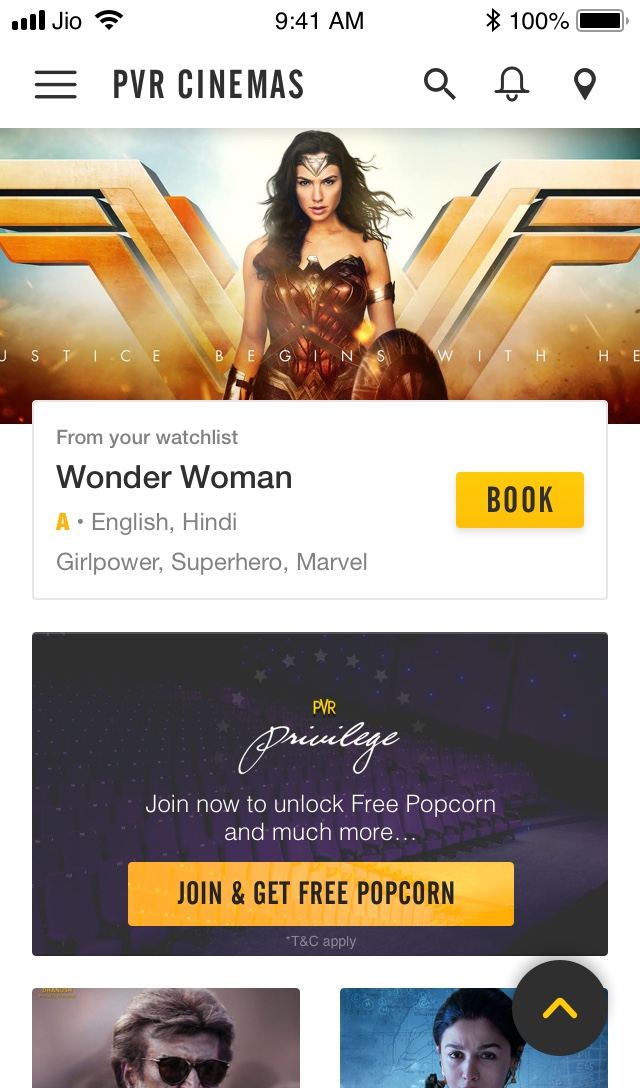 Jio 9:41 AM 100%
PVR CINEMAS
USTICE BEGINS WITH HE
From your watchlist
Wonder Woman
BOOK
A • English, Hindi
Girlpower, Superhero, Marvel
PVR
privilege
Join now to unlock Free Popcorn
and much more...
JOIN & GET FREE POPCORN
*T&C apply
DHANUSH